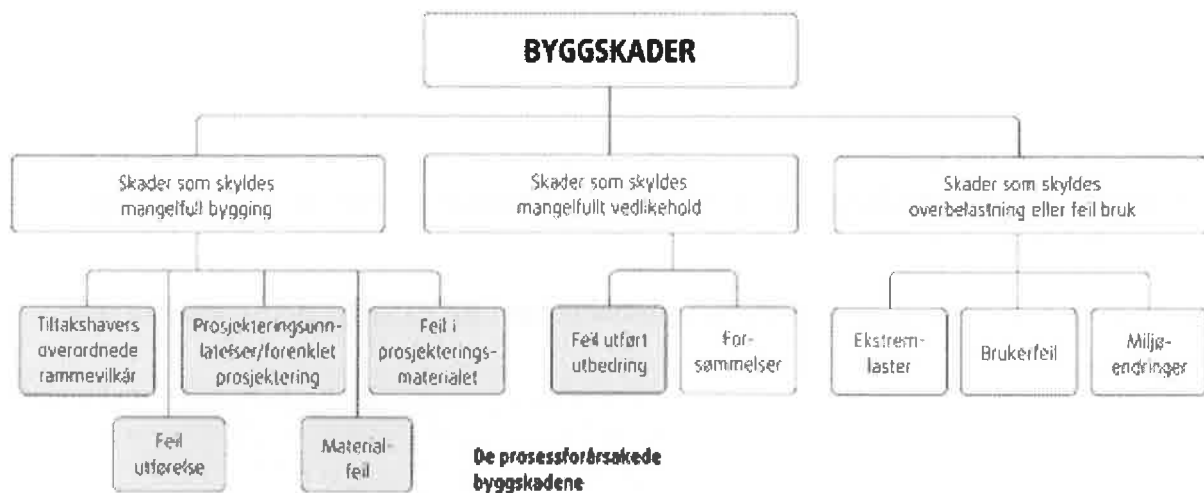 BYGGSKADER
Skader som skyldes
mangelfull bygging
Skader som skyldes
mangelfullt vedlikehold
Skader som skyldes
overbelastning eller feil bruk
Tiltakshavers
overordnede
rammevilkår
Prosjekteringsunn-
latelser/forenklet
prosjektering
Feil i
prosjekterings-
materialet
Feil utført
utbedring
For-
sømmelser
Ekstrem-
laster
Brukerfeil
Miljø-
endringer
Feil
utførelse
Material-
feil
De prosessforårsakede
byggskadene